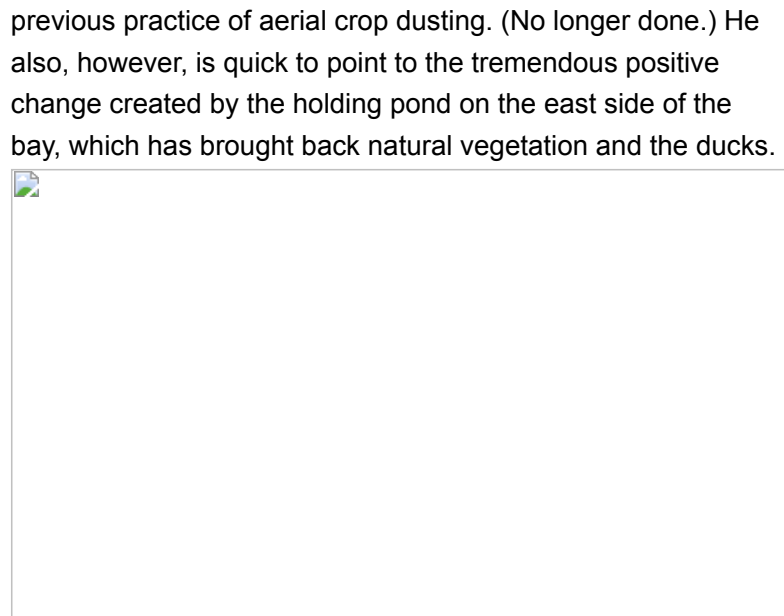 previous practice of aerial crop dusting. (No longer done.) He
also, however, is quick to point to the tremendous positive
change created by the holding pond on the east side of the
bay, which has brought back natural vegetation and the ducks.